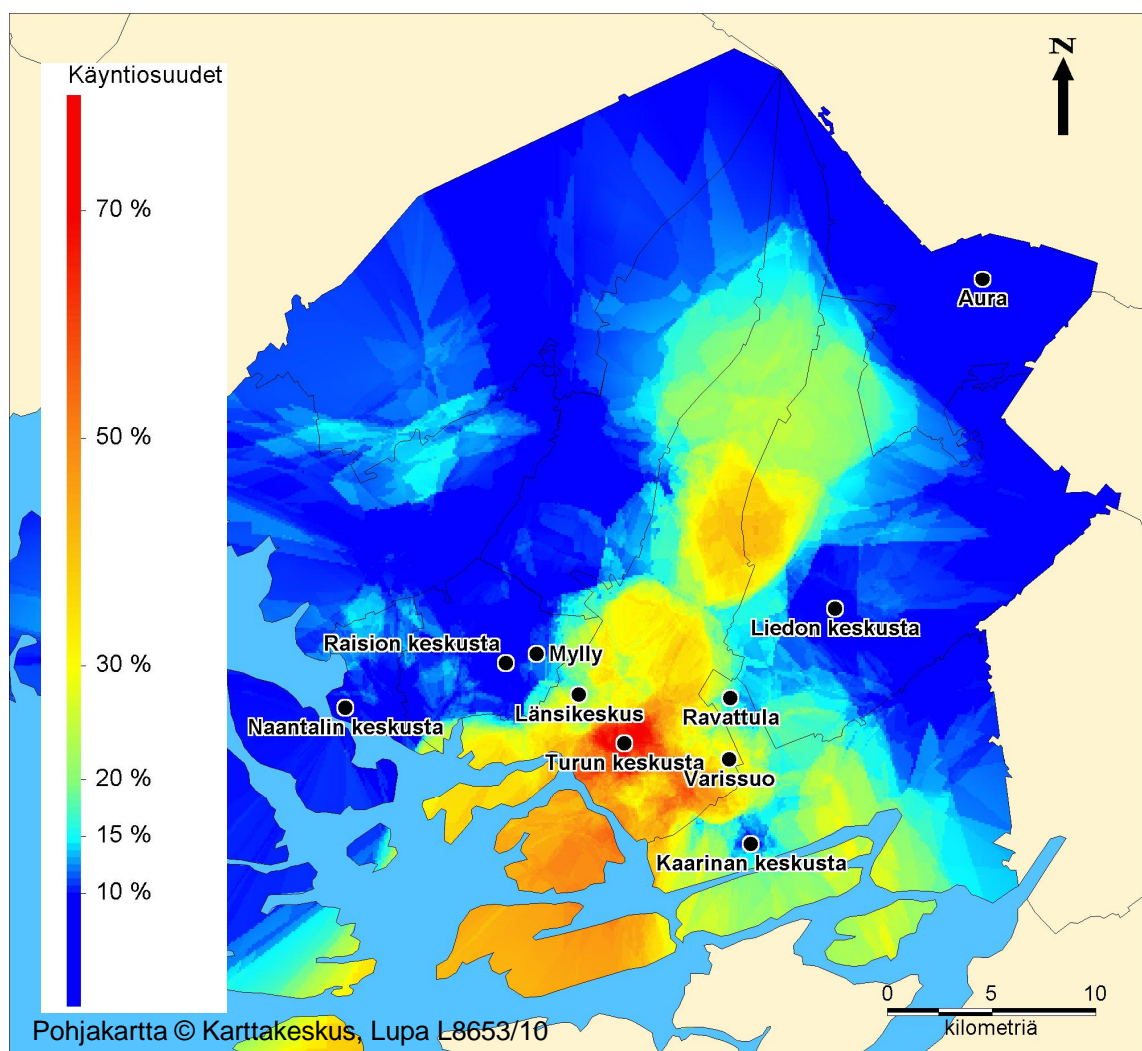 Käyntiosuudet
N
70 %
50 %
30 %
20 %
15 %
10 %
Aura
Liedon keskusta
Raision keskusta
Mylly
Naantalin keskusta
Länsikeskus
Ravattula
Turun keskusta
Varissuo
Kaarinan keskusta
0 5 10
kilometriä
Pohjakartta © Karttakeskus, Lupa L8653/10